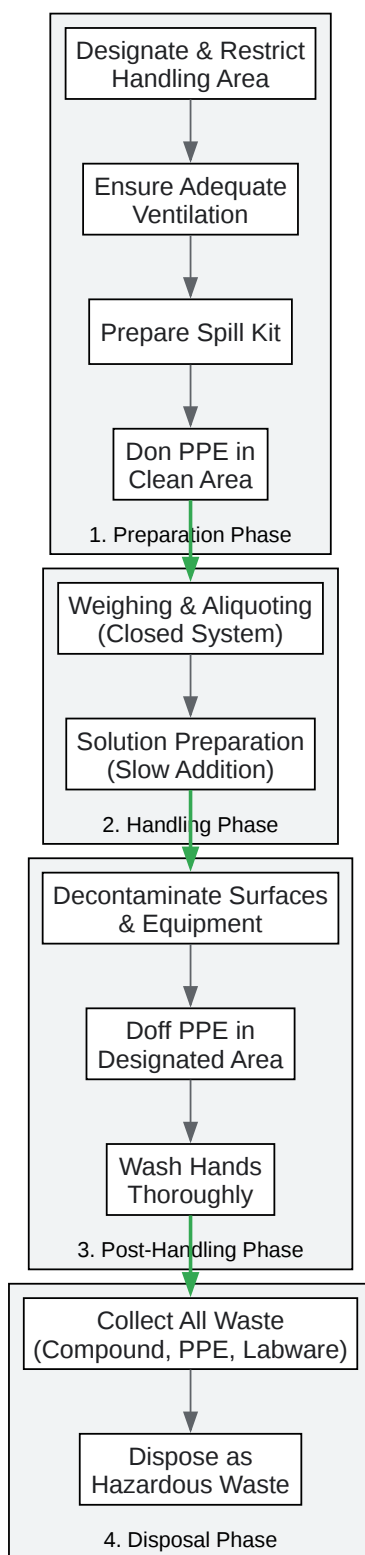 Designate & Restrict
Handling Area
Ensure Adequate
Ventilation
Prepare Spill Kit
Don PPE in
Clean Area
1. Preparation Phase
Weighing & Aliquoting
(Closed System)
Solution Preparation
(Slow Addition)
2. Handling Phase
Decontaminate Surfaces
& Equipment
Doff PPE in
Designated Area
Wash Hands
Thoroughly
3. Post-Handling Phase
Collect All Waste
(Compound, PPE, Labware)
Dispose as
Hazardous Waste
4. Disposal Phase